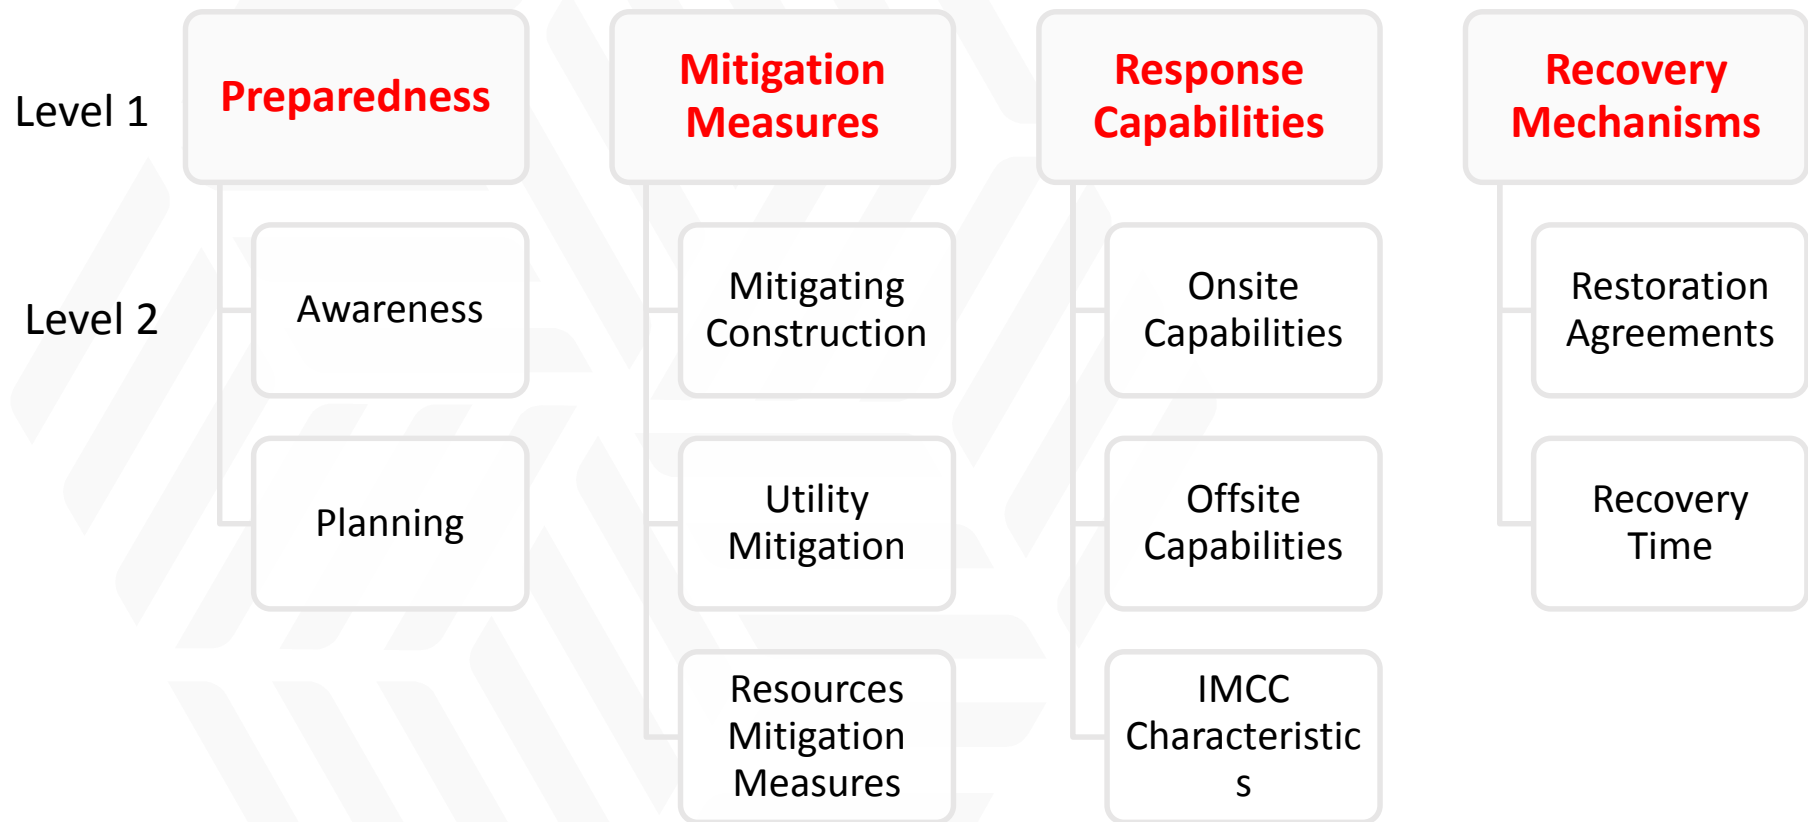 Level 1
Preparedness
Mitigation
Measures
Response
Capabilities
Recovery
Mechanisms
Level 2
Awareness
Mitigating
Construction
Onsite
Capabilities
Restoration
Agreements
Planning
Utility
Mitigation
Offsite
Capabilities
Recovery
Time
Resources
Mitigation
Measures
IMCC
Characteristic
s